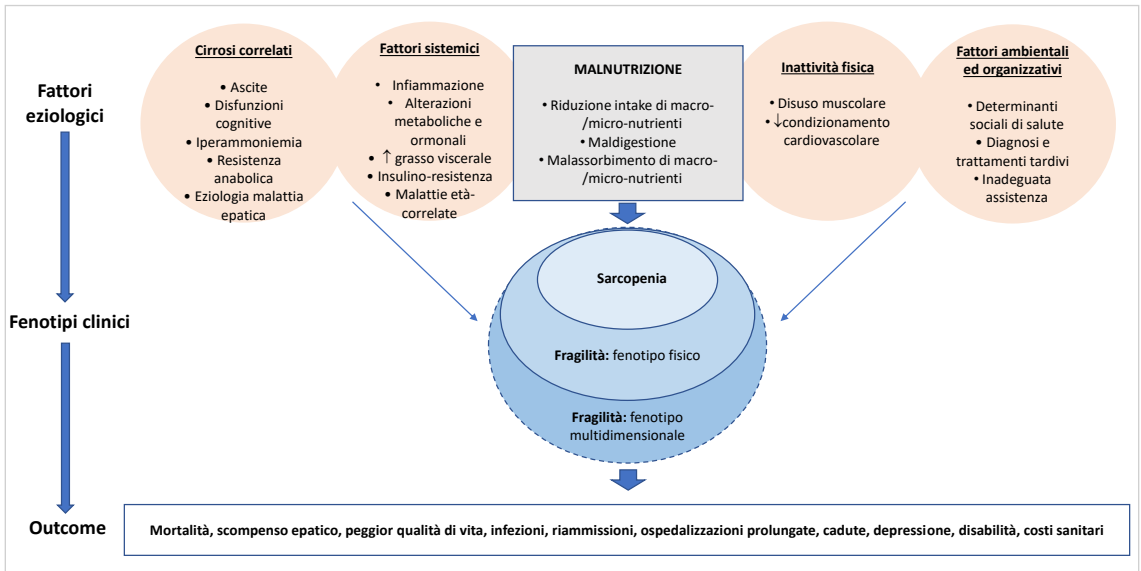 Fattori
eziologici
Fenotipi clinici
Outcome
Cirrosi correlati
• Ascite
• Disfunzioni
cognitive
• Iperammoniemia
• Resistenza
anabolica
• Eziologia malattia
epatica
Fattori sistemici
• Infiammazione
• Alterazioni
metaboliche e
ormonali
• ↑ grasso viscerale
• Insulino-resistenza
• Malattie età-
correlate
MALNUTRIZIONE
• Riduzione intake di macro-
/micro-nutrienti
• Maldigestione
• Malassorbimento di macro-
/micro-nutrienti
Inattività fisica
• Disuso muscolare
• ↓condizionamento
cardiovascolare
Fattori ambientali
ed organizzativi
• Determinanti
sociali di salute
• Diagnosi e
trattamenti tardivi
• Inadeguata
assistenza
Sarcopenia
Fragilità: fenotipo fisico
Fragilità: fenotipo
multidimensionale
Mortalità, scompenso epatico, peggior qualità di vita, infezioni, riammissioni, ospedalizzazioni prolungate, cadute, depressione, disabilità, costi sanitari